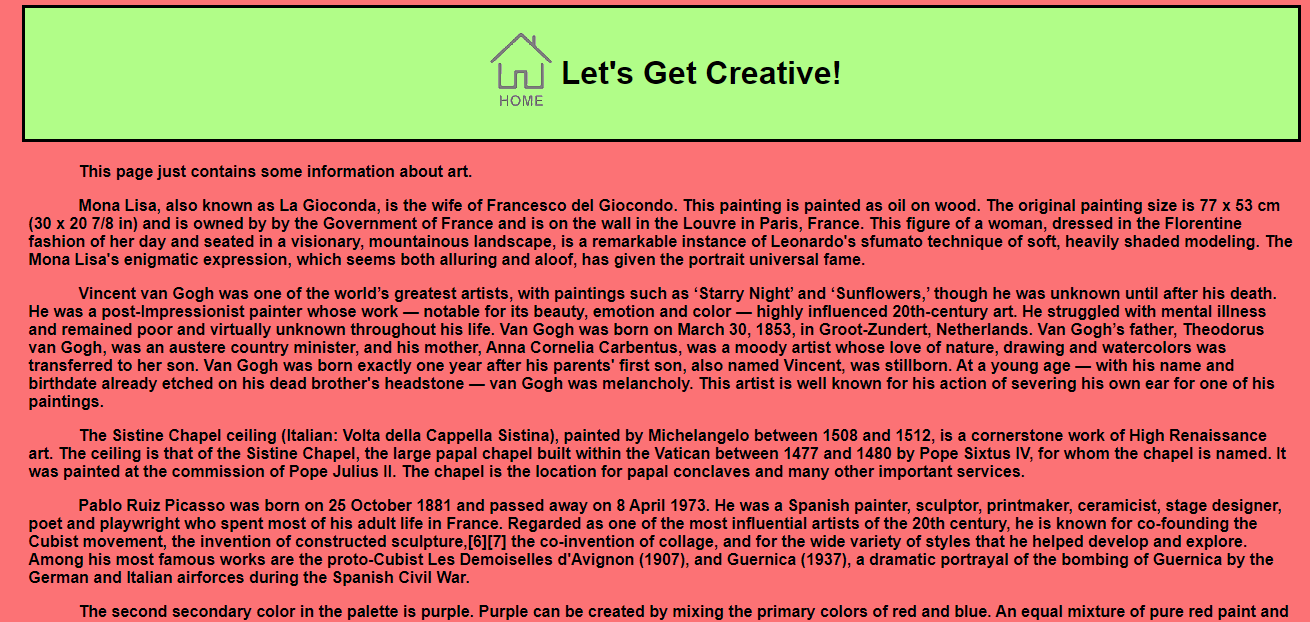 HOME
Let's Get Creative!
This page just contains some information about art.
Mona Lisa, also known as La Gioconda, is the wife of Francesco del Giocondo. This painting is painted as oil on wood. The original painting size is 77 x 53 cm
(30 x 20 7/8 in) and is owned by by the Government of France and is on the wall in the Louvre in Paris, France. This figure of a woman, dressed in the Florentine
fashion of her day and seated in a visionary, mountainous landscape, is a remarkable instance of Leonardo's sfumato technique of soft, heavily shaded modeling. The
Mona Lisa's enigmatic expression, which seems both alluring and aloof, has given the portrait universal fame.
Vincent van Gogh was one of the world’s greatest artists, with paintings such as ‘Starry Night’ and ‘Sunflowers,’ though he was unknown until after his death.
He was a post-Impressionist painter whose work — notable for its beauty, emotion and color — highly influenced 20th-century art. He struggled with mental illness
and remained poor and virtually unknown throughout his life. Van Gogh was born on March 30, 1853, in Groot-Zundert, Netherlands. Van Gogh’s father, Theodorus
van Gogh, was an austere country minister, and his mother, Anna Cornelia Carbentus, was a moody artist whose love of nature, drawing and watercolors was
transferred to her son. Van Gogh was born exactly one year after his parents' first son, also named Vincent, was stillborn. At a young age — with his name and
birthdate already etched on his dead brother's headstone — van Gogh was melancholy. This artist is well known for his action of severing his own ear for one of his
paintings.
The Sistine Chapel ceiling (Italian: Volta della Cappella Sistina), painted by Michelangelo between 1508 and 1512, is a cornerstone work of High Renaissance
art. The ceiling is that of the Sistine Chapel, the large papal chapel built within the Vatican between 1477 and 1480 by Pope Sixtus IV, for whom the chapel is named. It
was painted at the commission of Pope Julius II. The chapel is the location for papal conclaves and many other important services.
Pablo Ruiz Picasso was born on 25 October 1881 and passed away on 8 April 1973. He was a Spanish painter, sculptor, printmaker, ceramicist, stage designer,
poet and playwright who spent most of his adult life in France. Regarded as one of the most influential artists of the 20th century, he is known for co-founding the
Cubist movement, the invention of constructed sculpture,[6][7] the co-invention of collage, and for the wide variety of styles that he helped develop and explore.
Among his most famous works are the proto-Cubist Les Demoiselles d'Avignon (1907), and Guernica (1937), a dramatic portrayal of the bombing of Guernica by the
German and Italian airforces during the Spanish Civil War.
The second secondary color in the palette is purple. Purple can be created by mixing the primary colors of red and blue. An equal mixture of pure red paint and